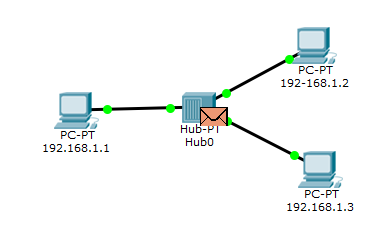 PC-PT
192-168.1.2
PC-PT
192.168.1.1
Hub-PT
Hub0
PC-PT
192.168.1.3